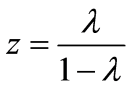 z = λ / (1 − λ)